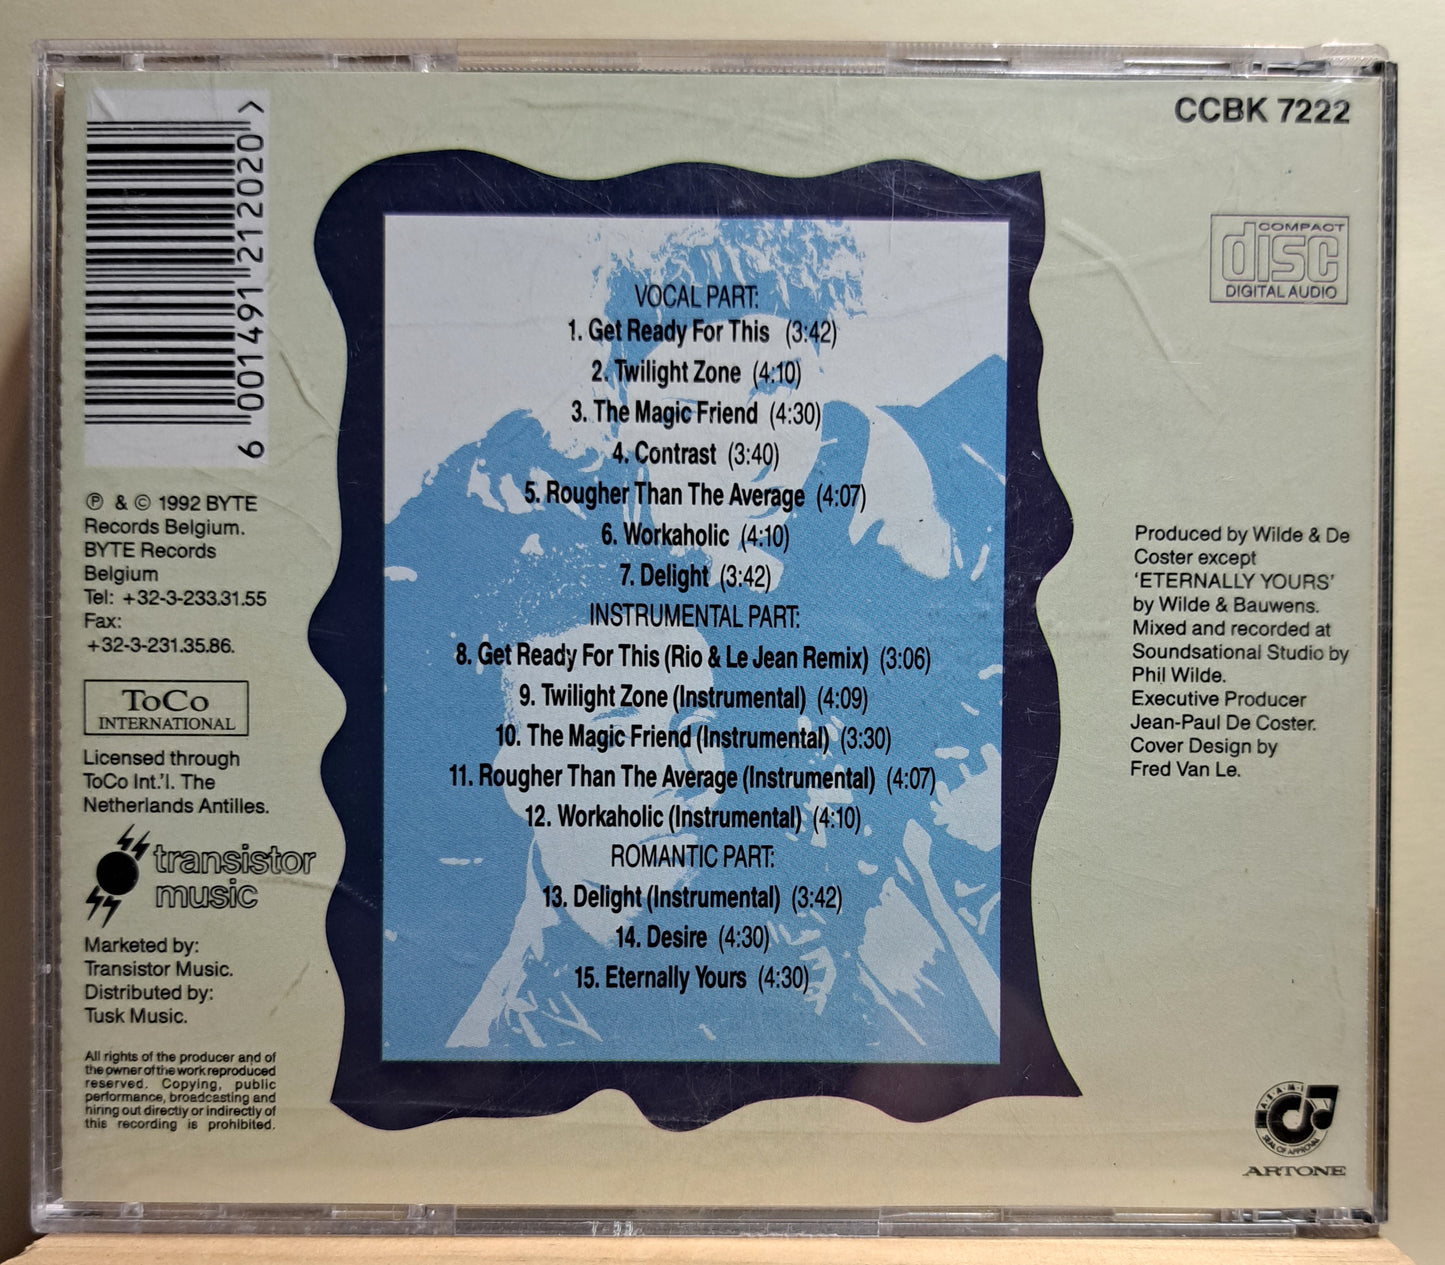 CCBK 7222
6 001491 212020 >
COMPACT
disc
DIGITAL AUDIO
VOCAL PART:
1. Get Ready For This (3:42)
2. Twilight Zone (4:10)
3. The Magic Friend (4:30)
4. Contrast (3:40)
5. Rougher Than The Average (4:07)
6. Workaholic (4:10)
7. Delight (3:42)
INSTRUMENTAL PART:
8. Get Ready For This (Rio & Le Jean Remix) (3:06)
9. Twilight Zone (Instrumental) (4:09)
10. The Magic Friend (Instrumental) (3:30)
11. Rougher Than The Average (Instrumental) (4:07)
12. Workaholic (Instrumental) (4:10)
ROMANTIC PART:
13. Delight (Instrumental) (3:42)
14. Desire (4:30)
15. Eternally Yours (4:30)
℗ & © 1992 BYTE
Records Belgium.
BYTE Records
Belgium
Tel: +32-3-233.31.55
Fax:
+32-3-231.35.86.
ToCo
INTERNATIONAL
Licensed through
ToCo Int.'l. The
Netherlands Antilles.
transistor
music
Marketed by:
Transistor Music.
Distributed by:
Tusk Music.
All rights of the producer and of
the owner of the work reproduced
reserved. Copying, public
performance, broadcasting and
hiring out directly or indirectly of
this recording is prohibited.
Produced by Wilde & De
Coster except
'ETERNALLY YOURS'
by Wilde & Bauwens.
Mixed and recorded at
Soundsational Studio by
Phil Wilde.
Executive Producer
Jean-Paul De Coster.
Cover Design by
Fred Van Le.
A·S·A·M·I
SEAL OF APPROVAL
ARTONE